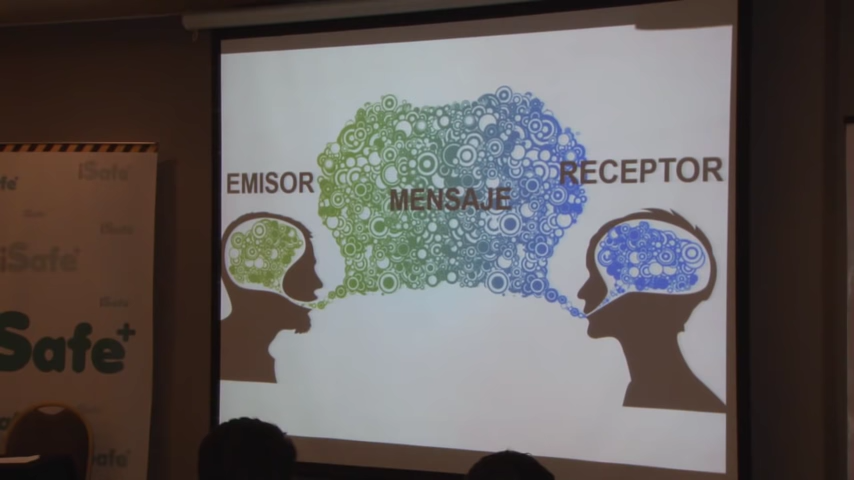 EMISOR
MENSAJE
RECEPTOR
iSafe
iSafe
Safe+